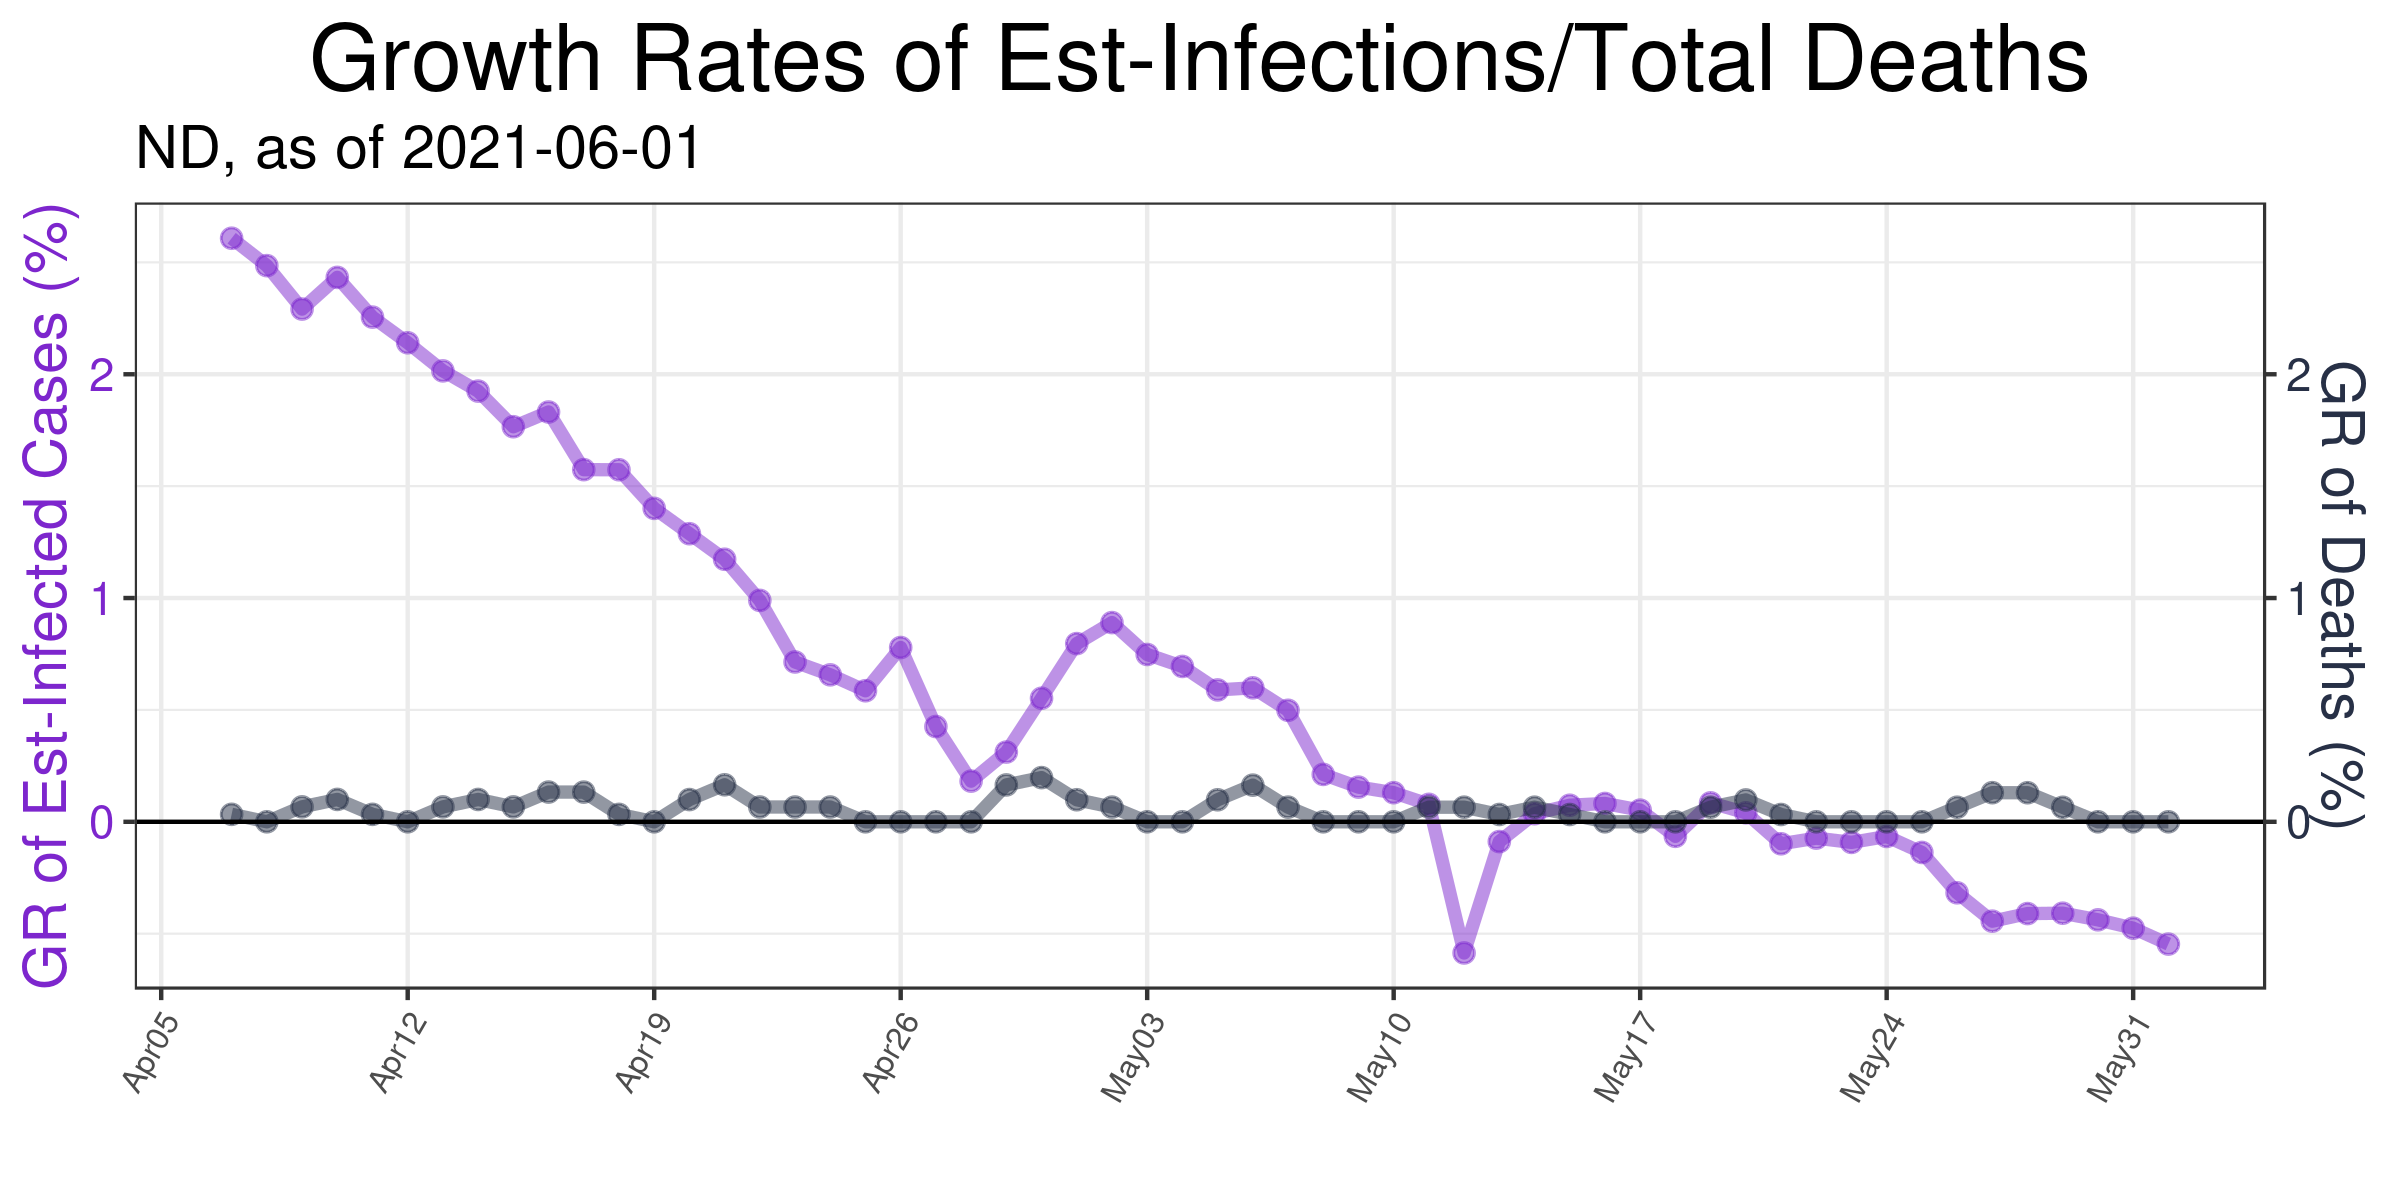 Growth Rates of Est-Infections/Total Deaths
ND, as of 2021-06-01
GR of Est-Infected Cases (%)
2
1
0
2
1
0
GR of Deaths (%)
Apr05
Apr12
Apr19
Apr26
May03
May10
May17
May24
May31